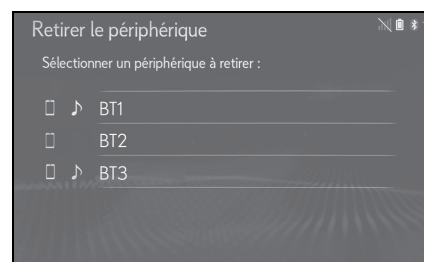 Retirer le périphérique
Sélectionner un périphérique à retirer :
BT1
BT2
BT3